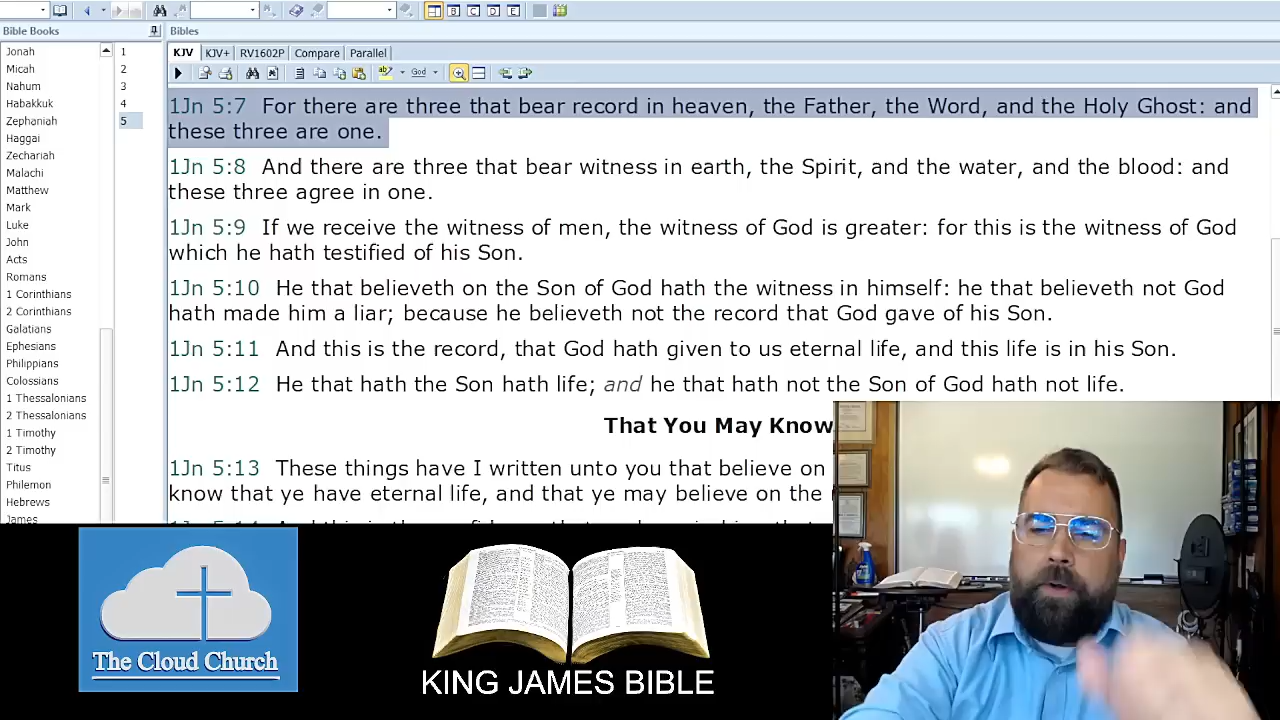 Bible Books
Bibles
KJV KJV+ RV1602P Compare Parallel
B C D E
God
Jonah
Micah
Nahum
Habakkuk
Zephaniah
Haggai
Zechariah
Malachi
Matthew
Mark
Luke
John
Acts
Romans
1 Corinthians
2 Corinthians
Galatians
Ephesians
Philippians
Colossians
1 Thessalonians
2 Thessalonians
1 Timothy
2 Timothy
Titus
Philemon
Hebrews
James
1
2
3
4
5
1Jn 5:7 For there are three that bear record in heaven, the Father, the Word, and the Holy Ghost: and
these three are one.
1Jn 5:8 And there are three that bear witness in earth, the Spirit, and the water, and the blood: and
these three agree in one.
1Jn 5:9 If we receive the witness of men, the witness of God is greater: for this is the witness of God
which he hath testified of his Son.
1Jn 5:10 He that believeth on the Son of God hath the witness in himself: he that believeth not God
hath made him a liar; because he believeth not the record that God gave of his Son.
1Jn 5:11 And this is the record, that God hath given to us eternal life, and this life is in his Son.
1Jn 5:12 He that hath the Son hath life; and he that hath not the Son of God hath not life.
That You May Know
1Jn 5:13 These things have I written unto you that believe on
know that ye have eternal life, and that ye may believe on the
The Cloud Church
KING JAMES BIBLE